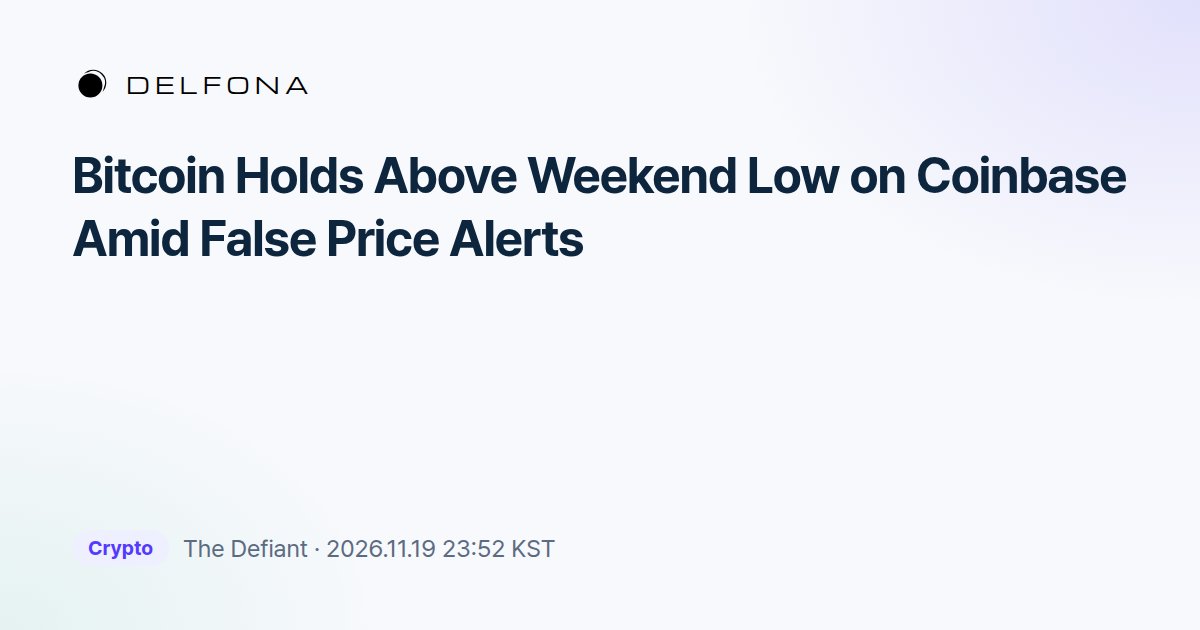 DELFONA
Bitcoin Holds Above Weekend Low on Coinbase
Amid False Price Alerts
Crypto The Defiant · 2026.11.19 23:52 KST